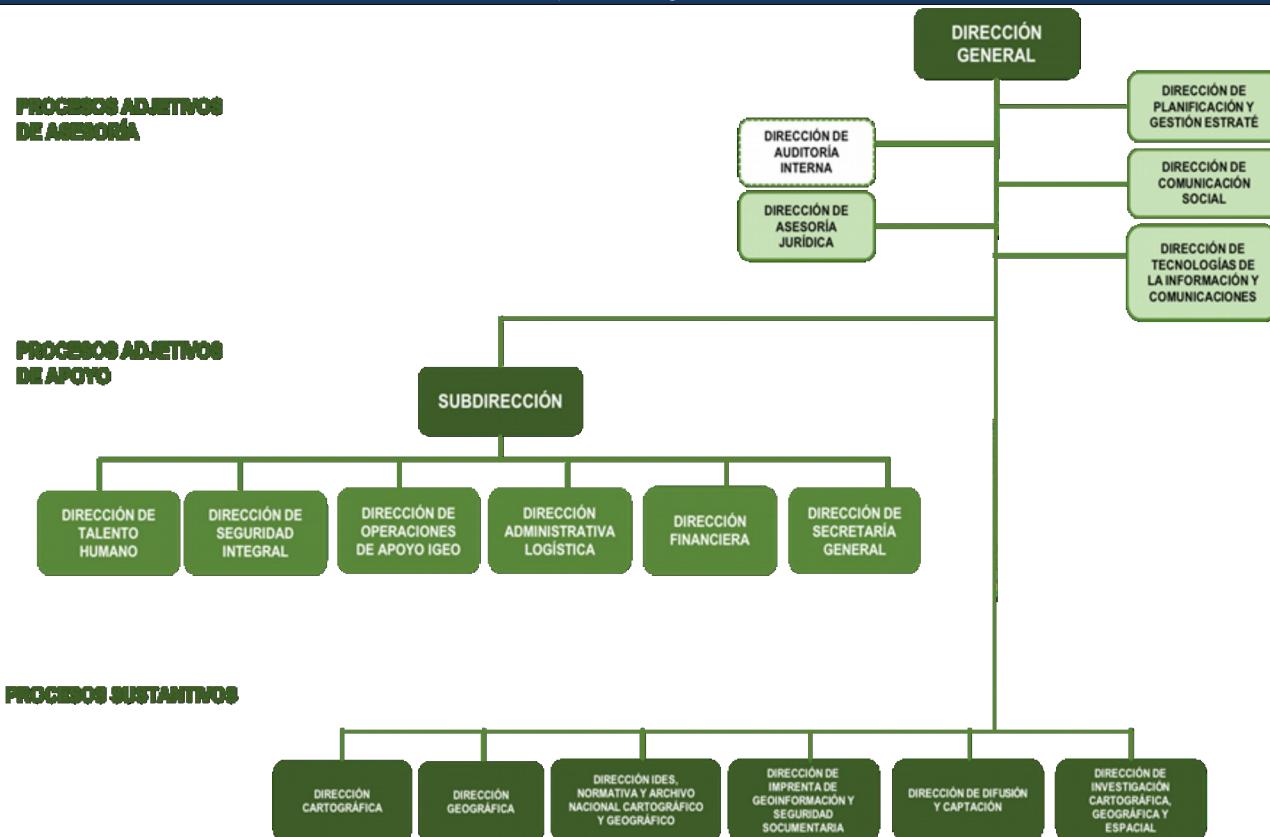 DIRECCIÓN
GENERAL
PROCESOS ADJETIVOS
DE ASESORÍA
DIRECCIÓN DE
PLANIFICACIÓN Y
GESTIÓN ESTRATÉ
DIRECCIÓN DE
AUDITORÍA
INTERNA
DIRECCIÓN DE
COMUNICACIÓN
SOCIAL
DIRECCIÓN DE
ASESORÍA
JURÍDICA
DIRECCIÓN DE
TECNOLOGÍAS DE
LA INFORMACIÓN Y
COMUNICACIONES
PROCESOS ADJETIVOS
DE APOYO
SUBDIRECCIÓN
DIRECCIÓN DE
TALENTO
HUMANO
DIRECCIÓN DE
SEGURIDAD
INTEGRAL
DIRECCIÓN DE
OPERACIONES
DE APOYO IGEO
DIRECCIÓN
ADMINISTRATIVA
LOGÍSTICA
DIRECCIÓN
FINANCIERA
DIRECCIÓN DE
SECRETARÍA
GENERAL
PROCESOS SUSTANTIVOS
DIRECCIÓN
CARTOGRÁFICA
DIRECCIÓN
GEOGRÁFICA
DIRECCIÓN IDES,
NORMATIVA Y ARCHIVO
NACIONAL CARTOGRÁFICO
Y GEOGRÁFICO
DIRECCIÓN DE
IMPRENTA DE
GEOINFORMACIÓN Y
SEGURIDAD
SOCUMENTARIA
DIRECCIÓN DE DIFUSIÓN
Y CAPTACIÓN
DIRECCIÓN DE
INVESTIGACIÓN
CARTOGRÁFICA,
GEOGRÁFICA Y
ESPACIAL